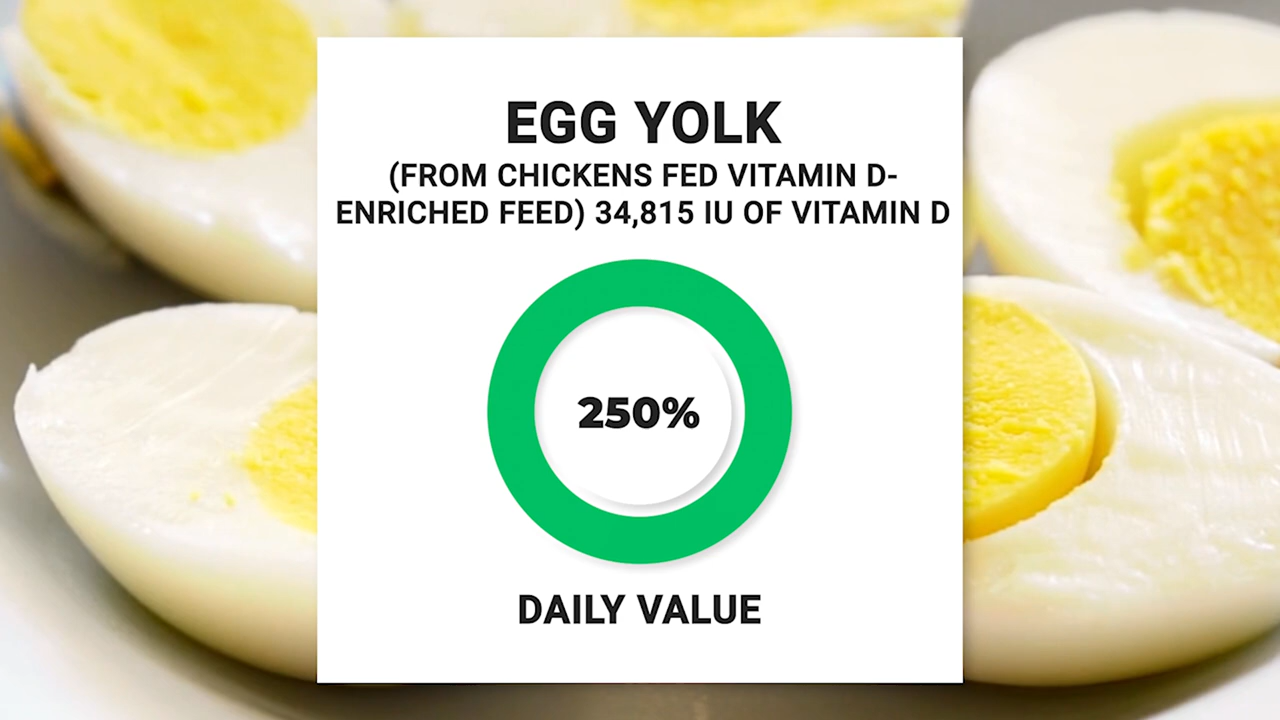 EGG YOLK
(FROM CHICKENS FED VITAMIN D-
ENRICHED FEED) 34,815 IU OF VITAMIN D
250%
DAILY VALUE